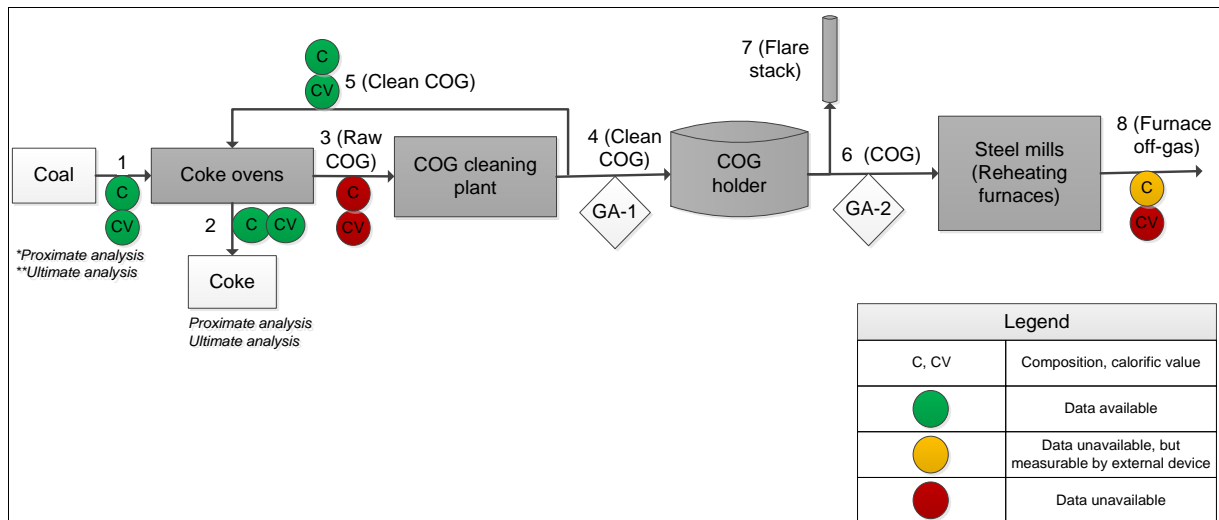 7 (Flare
stack)
C
CV
5 (Clean COG)
Coal
1
C
CV
*Proximate analysis
**Ultimate analysis
Coke ovens
2
C
CV
Coke
Proximate analysis
Ultimate analysis
3 (Raw
COG)
C
CV
COG cleaning
plant
4 (Clean
COG)
GA-1
COG
holder
6 (COG)
GA-2
Steel mills
(Reheating
furnaces)
8 (Furnace
off-gas)
C
CV
Legend
C, CV
Composition, calorific value
Data available
Data unavailable, but
measurable by external device
Data unavailable